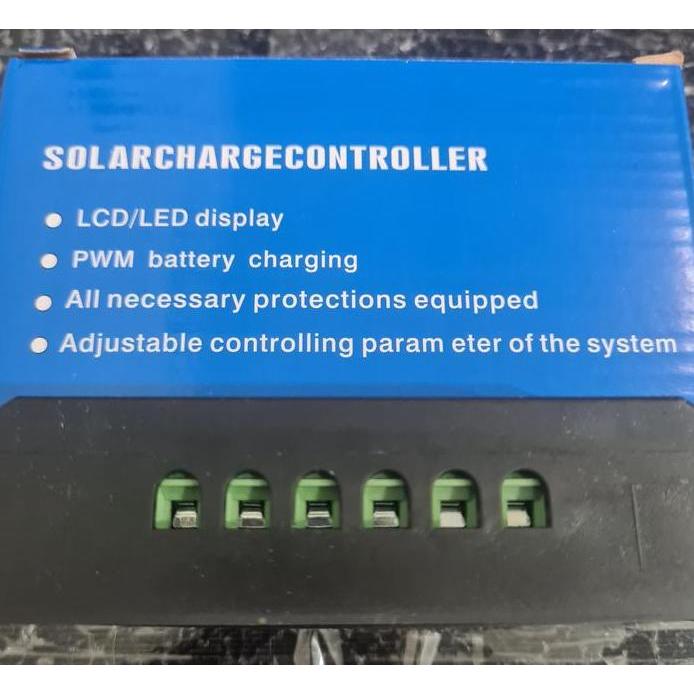 SOLARCHARGECONTROLLER
LCD/LED display
PWM battery charging
All necessary protections equipped
Adjustable controlling param eter of the system